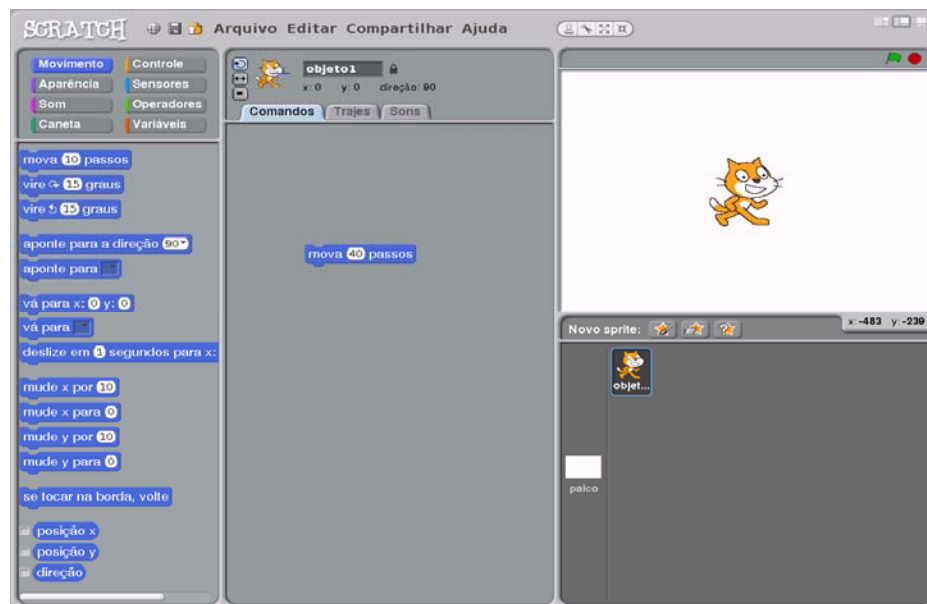 SCRATCH Arquivo Editar Compartilhar Ajuda
Movimento Controle
Aparência Sensores
Som Operadores
Caneta Variáveis
mova 10 passos
vire 15 graus
vire 15 graus
aponte para a direção 90
aponte para
vá para x: 0 y: 0
vá para
deslize em 1 segundos para x:
mude x por 10
mude x para 0
mude y por 10
mude y para 0
se tocar na borda, volte
posição x
posição y
direção
objeto1
x: 0 y: 0 direção: 90
Comandos Trajes Sons
mova 40 passos
x: -483 y: -239
Novo sprite:
objet...
palco